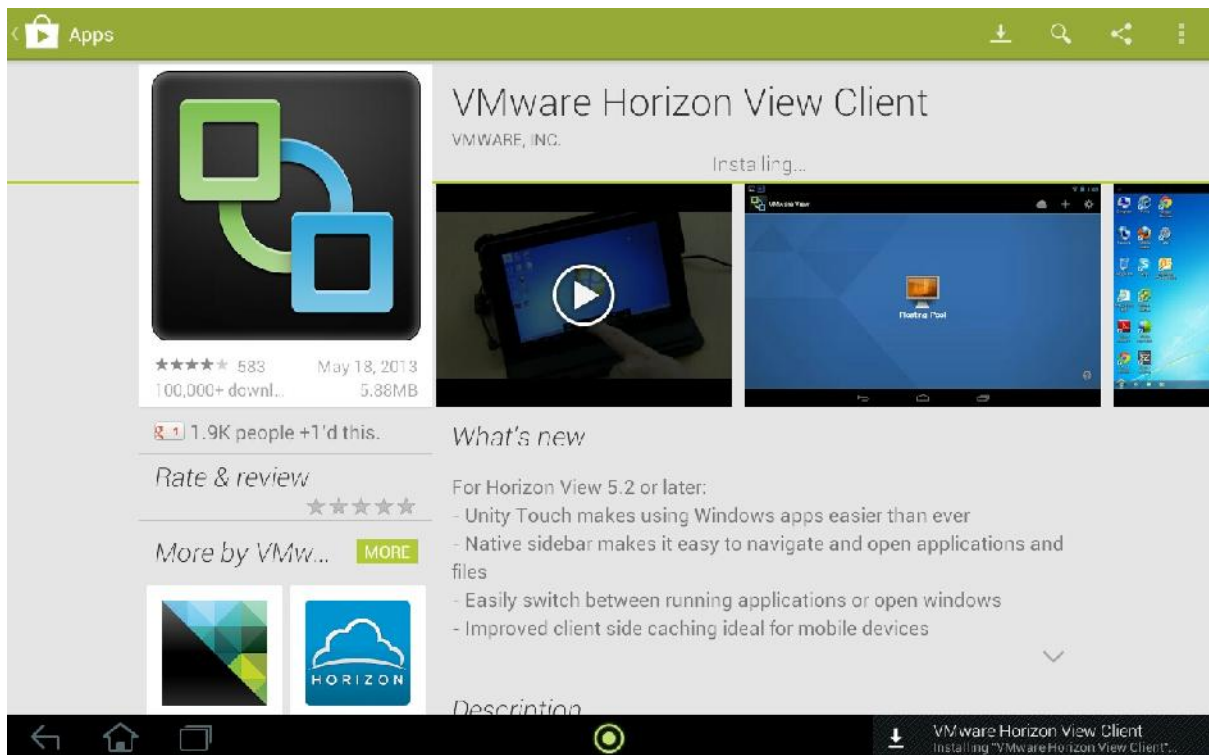 Apps
VMware Horizon View Client
VMWARE, INC.
Installing...
VMware View
Floating Pool
583
May 18, 2013
100,000+ downl...
5.88MB
1.9K people +1'd this.
Rate & review
More by VMw...
MORE
HORIZON
What's new
For Horizon View 5.2 or later:
- Unity Touch makes using Windows apps easier than ever
- Native sidebar makes it easy to navigate and open applications and
files
- Easily switch between running applications or open windows
- Improved client side caching ideal for mobile devices
Description
VMware Horizon View Client
Installing "VMware Horizon View Client"...